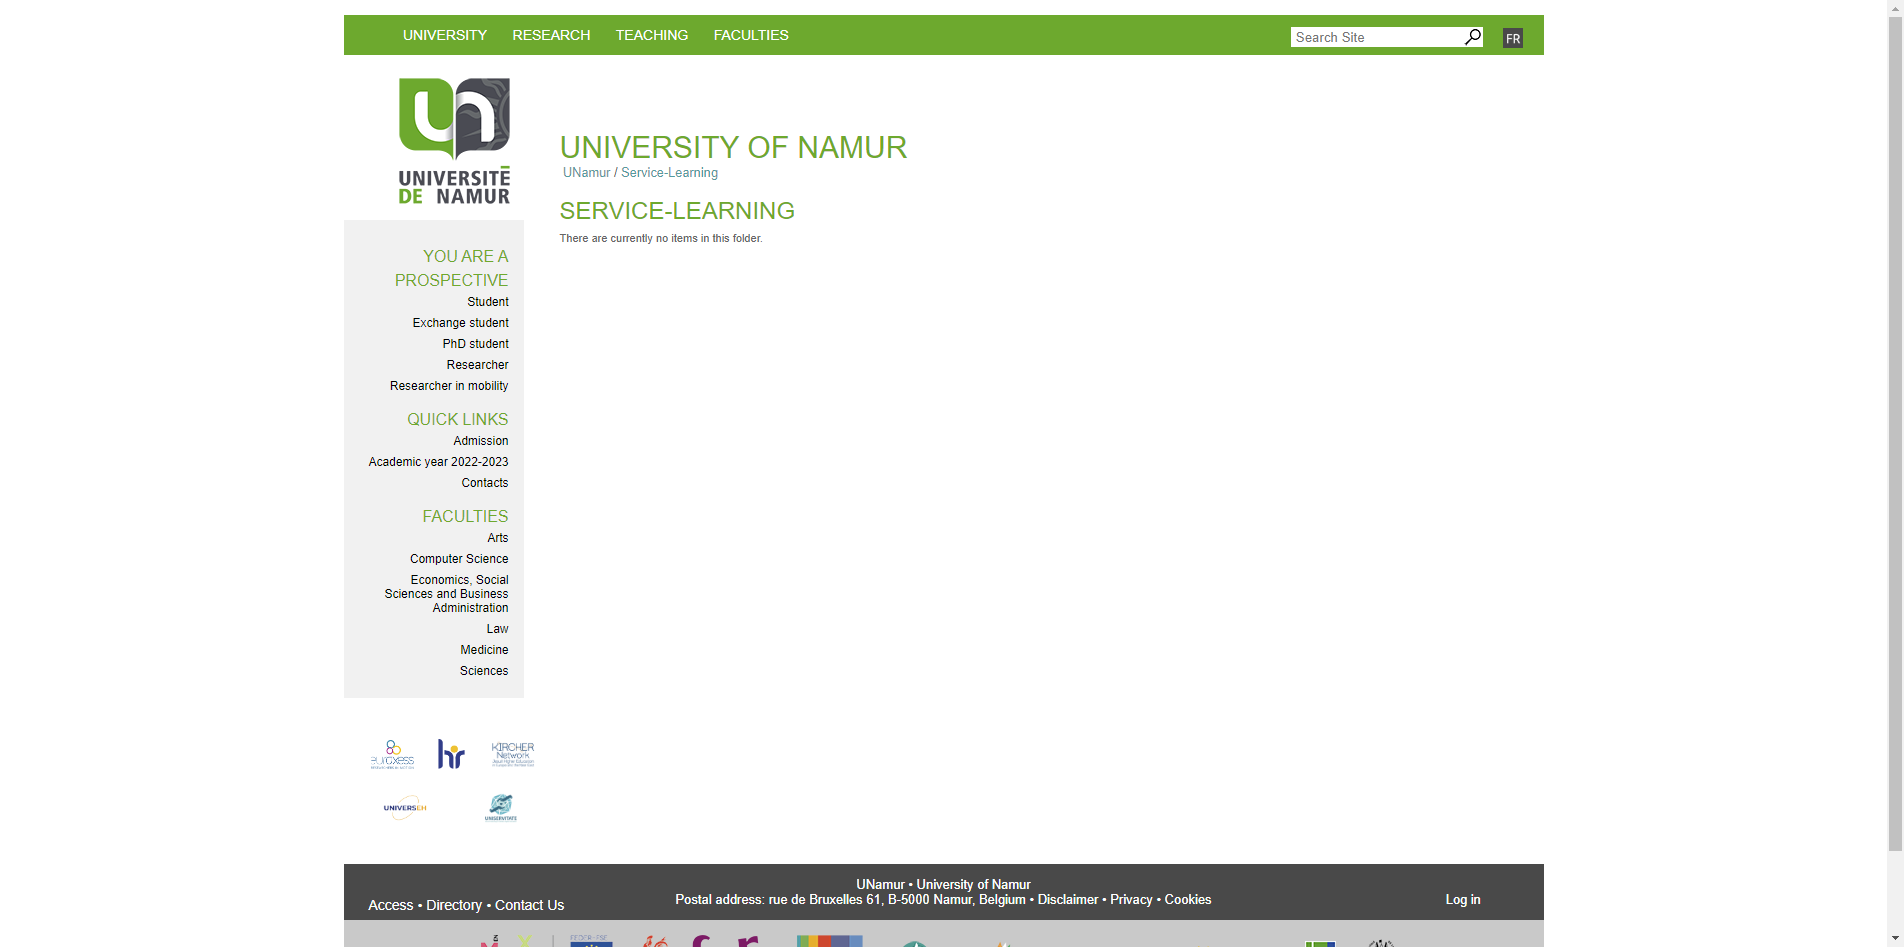 UNIVERSITY RESEARCH TEACHING FACULTIES
Search Site
FR
un
UNIVERSITÉ
DE NAMUR
UNIVERSITY OF NAMUR
UNamur / Service-Learning
SERVICE-LEARNING
There are currently no items in this folder.
YOU ARE A
PROSPECTIVE
Student
Exchange student
PhD student
Researcher
Researcher in mobility
QUICK LINKS
Admission
Academic year 2022-2023
Contacts
FACULTIES
Arts
Computer Science
Economics, Social
Sciences and Business
Administration
Law
Medicine
Sciences
euraxess
hr
KIRCHER
Network
UNIVERSEH
UNISERVITATE
UNamur • University of Namur
Postal address: rue de Bruxelles 61, B-5000 Namur, Belgium • Disclaimer • Privacy • Cookies
Access • Directory • Contact Us
Log in